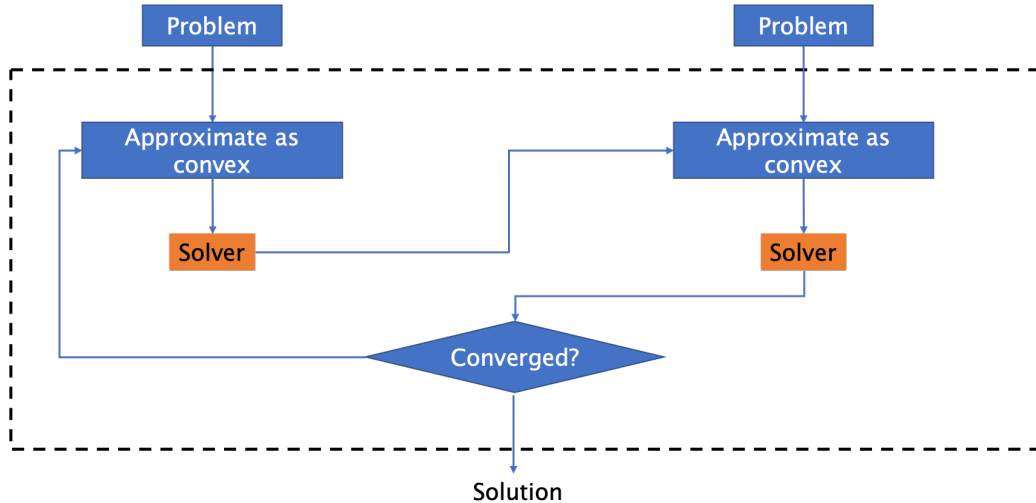 Problem
Problem
Approximate as
convex
Approximate as
convex
Solver
Solver
Converged?
Solution